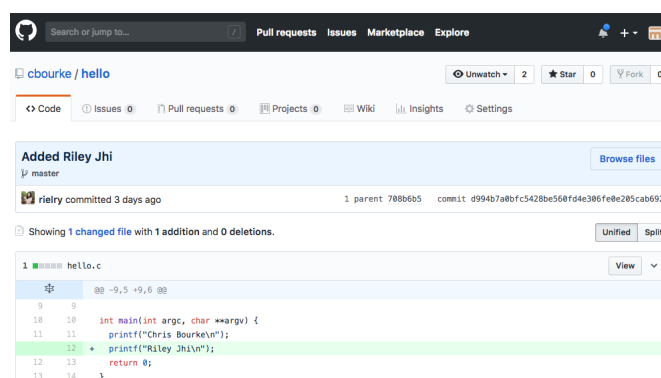 Search or jump to... /
Pull requests Issues Marketplace Explore
cbourke / hello
Unwatch 2 Star 0 Fork 0
Code Issues 0 Pull requests 0 Projects 0 Wiki Insights Settings
Added Riley Jhi
master
Browse files
rielry committed 3 days ago 1 parent 708b6b5 commit d994b7a0bfc5428be560fd4e306fe0e205cab692
Showing 1 changed file with 1 addition and 0 deletions.
Unified Split
1 hello.c View
@@ -9,5 +9,6 @@
9 9
10 10 int main(int argc, char **argv) {
11 11 printf("Chris Bourke\n");
12 + printf("Riley Jhi\n");
12 13 return 0;
13 14 }